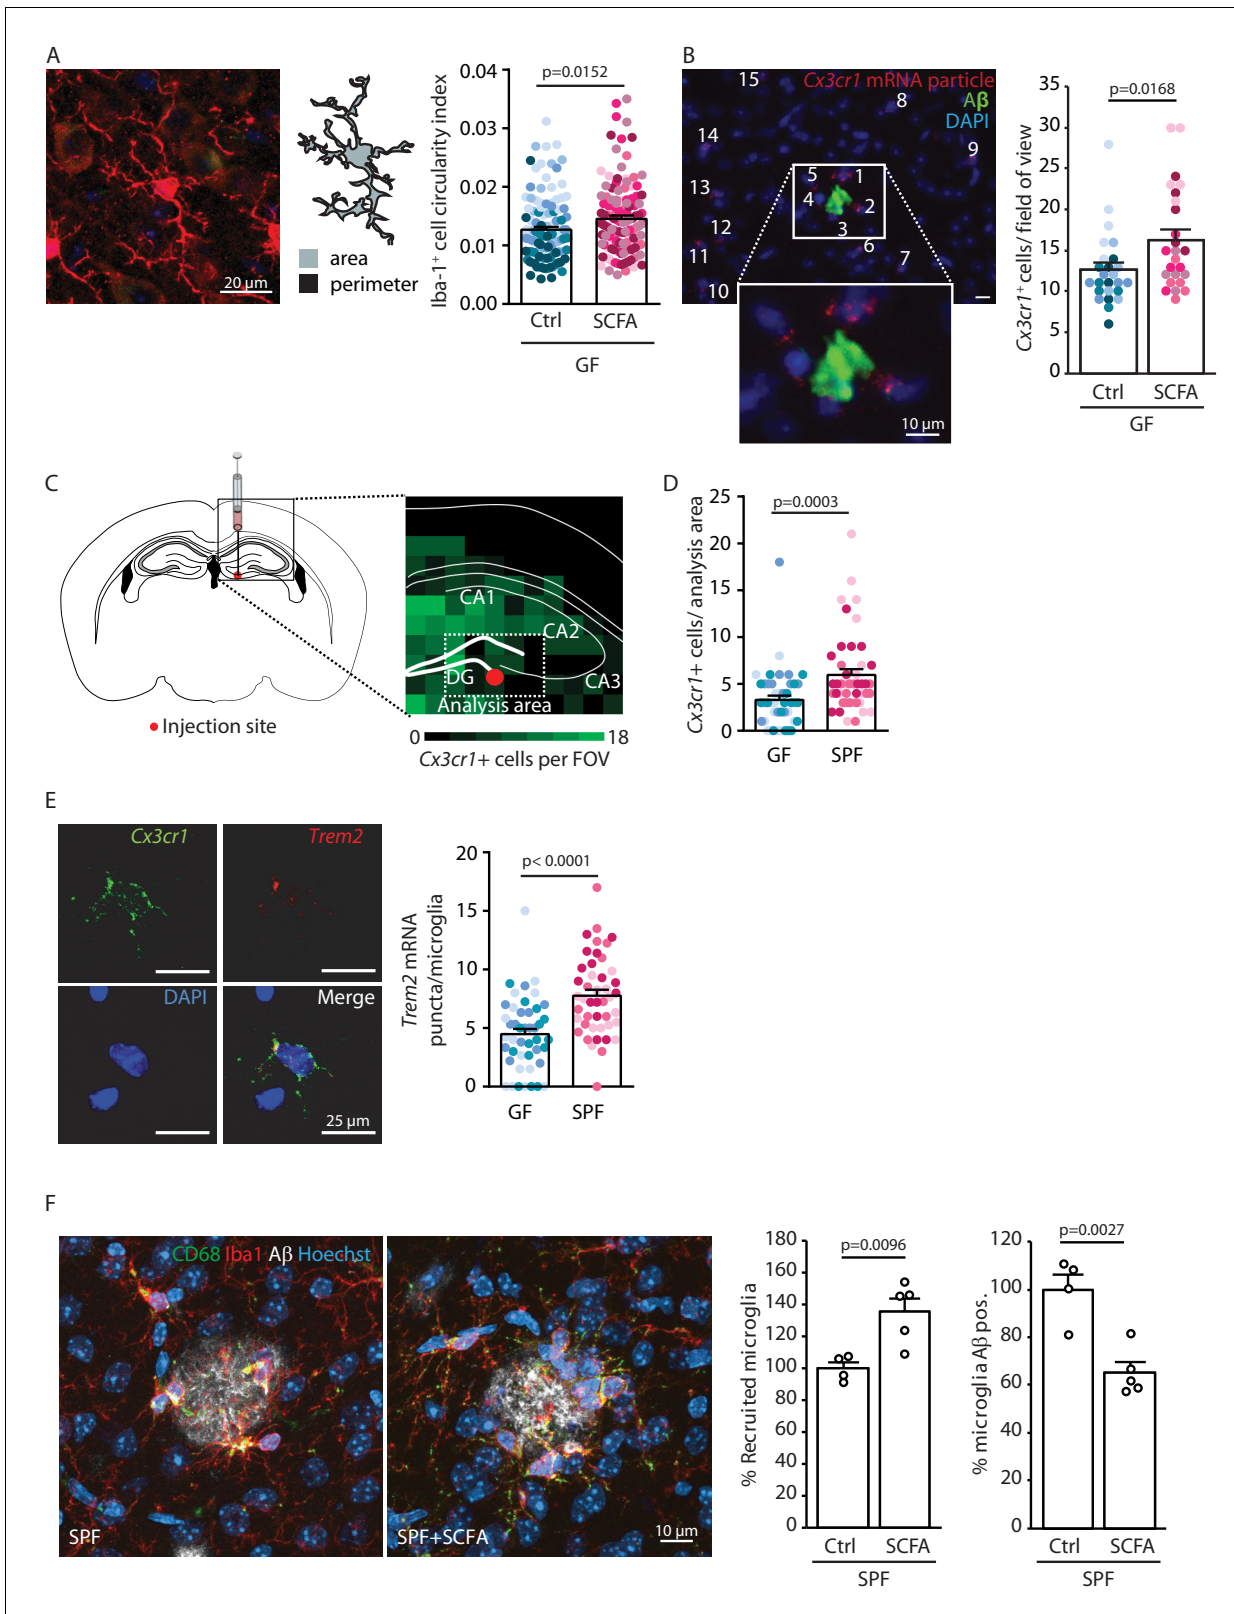 A
20 µm
area
perimeter
Iba-1⁺ cell circularity index
0.04
0.03
0.02
0.01
0.00
p=0.0152
Ctrl
SCFA
GF
B
Cx3cr1 mRNA particle
Aβ
DAPI
15
8
14
9
13
5
1
4
2
12
3
6
11
7
10
10 µm
Cx3cr1⁺ cells/ field of view
35
30
25
20
15
10
5
0
p=0.0168
Ctrl
SCFA
GF
C
Injection site
CA1
CA2
CA3
DG
Analysis area
0
18
Cx3cr1+ cells per FOV
D
Cx3cr1+ cells/ analysis area
25
20
15
10
5
0
p=0.0003
GF
SPF
E
Cx3cr1
Trem2
DAPI
Merge
25 µm
Trem2 mRNA
puncta/microglia
20
15
10
5
0
p< 0.0001
GF
SPF
F
CD68 Iba1 Aβ Hoechst
SPF
SPF+SCFA
10 µm
% Recruited microglia
180
160
140
120
100
80
60
40
20
0
p=0.0096
Ctrl
SCFA
SPF
% microglia Aβ pos.
120
100
80
60
40
20
0
p=0.0027
Ctrl
SCFA
SPF